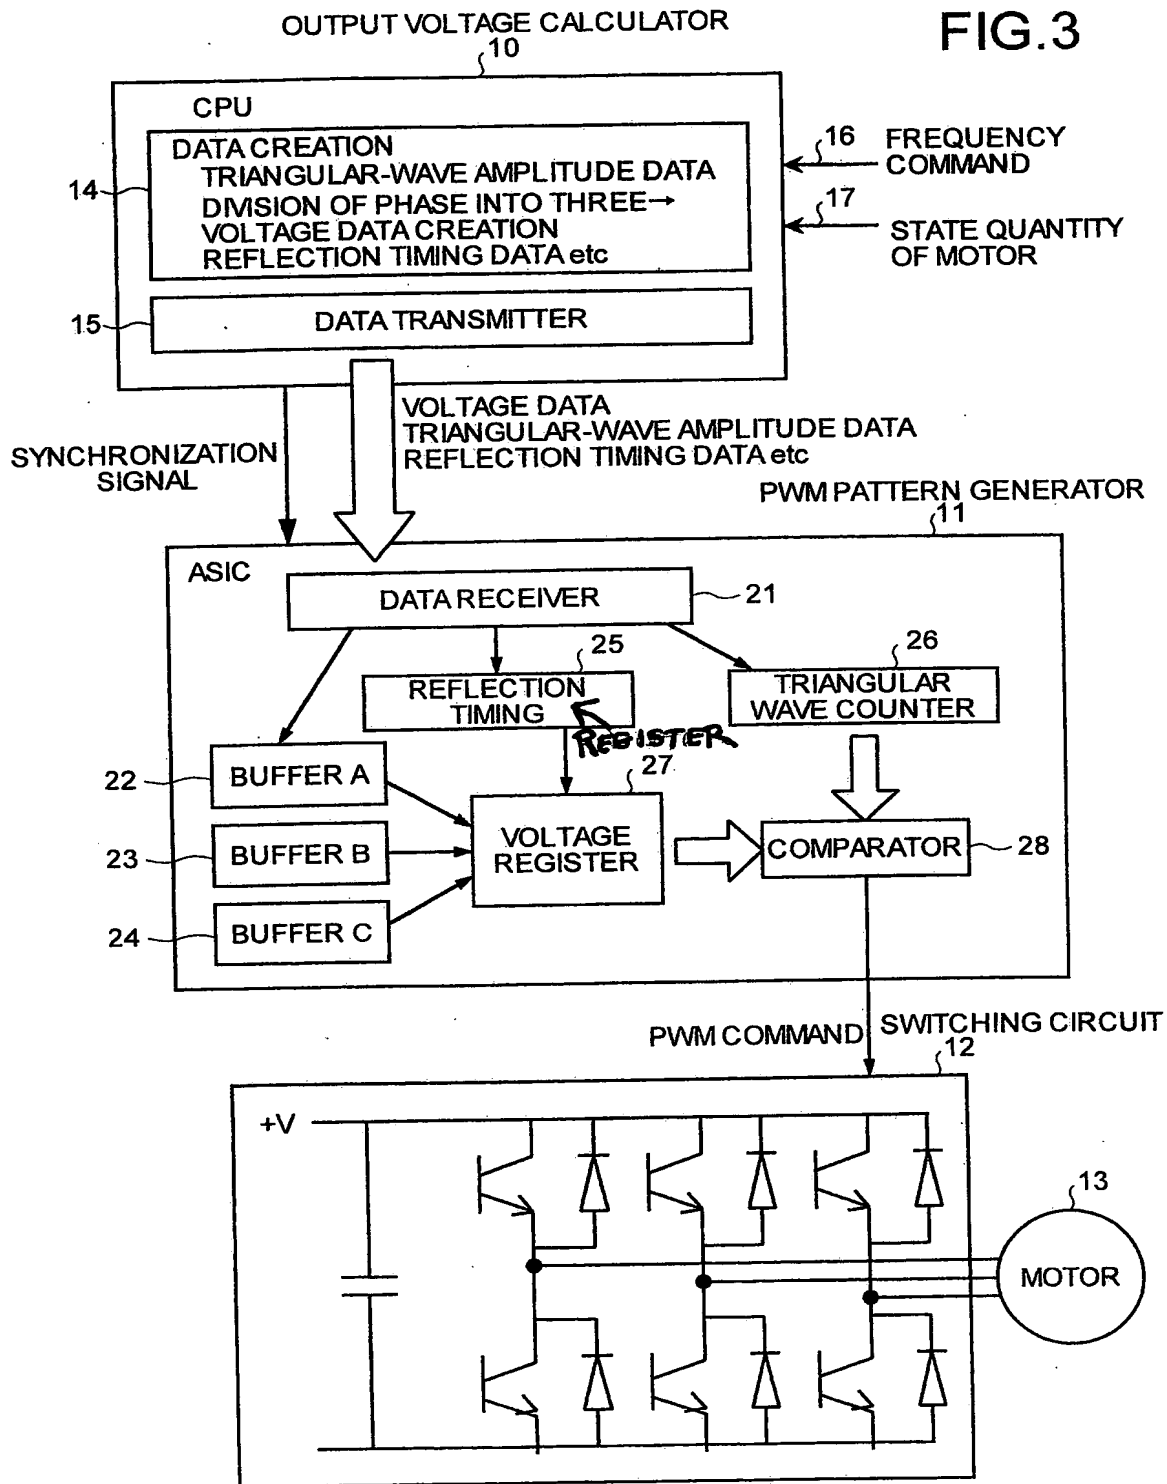 OUTPUT VOLTAGE CALCULATOR
FIG.3
10
CPU
DATA CREATION
TRIANGULAR-WAVE AMPLITUDE DATA
DIVISION OF PHASE INTO THREE→
VOLTAGE DATA CREATION
REFLECTION TIMING DATA etc
14
16
FREQUENCY
COMMAND
17
STATE QUANTITY
OF MOTOR
15
DATA TRANSMITTER
SYNCHRONIZATION
SIGNAL
VOLTAGE DATA
TRIANGULAR-WAVE AMPLITUDE DATA
REFLECTION TIMING DATA etc
PWM PATTERN GENERATOR
11
ASIC
DATA RECEIVER
21
25
REFLECTION
TIMING
REGISTER
26
TRIANGULAR
WAVE COUNTER
22
BUFFER A
23
BUFFER B
24
BUFFER C
27
VOLTAGE
REGISTER
COMPARATOR
28
PWM COMMAND
SWITCHING CIRCUIT
12
+V
13
MOTOR